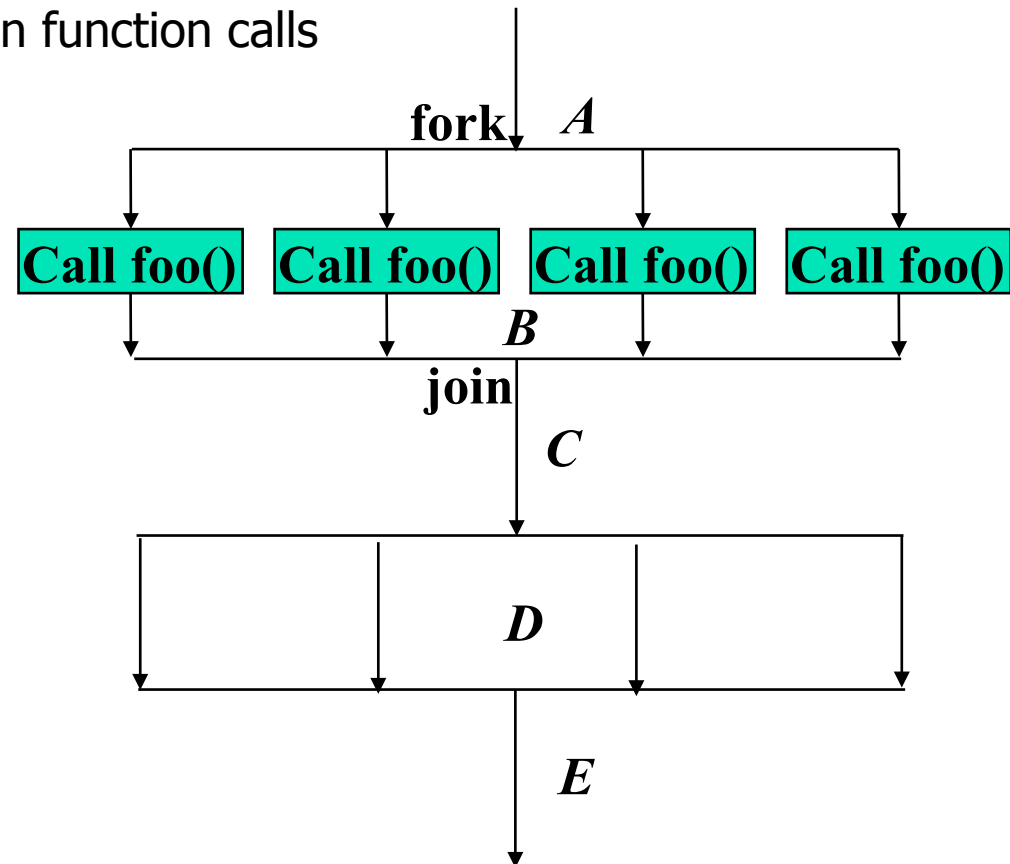 n function calls
fork A
Call foo() Call foo() Call foo() Call foo()
B
join
C
D
E